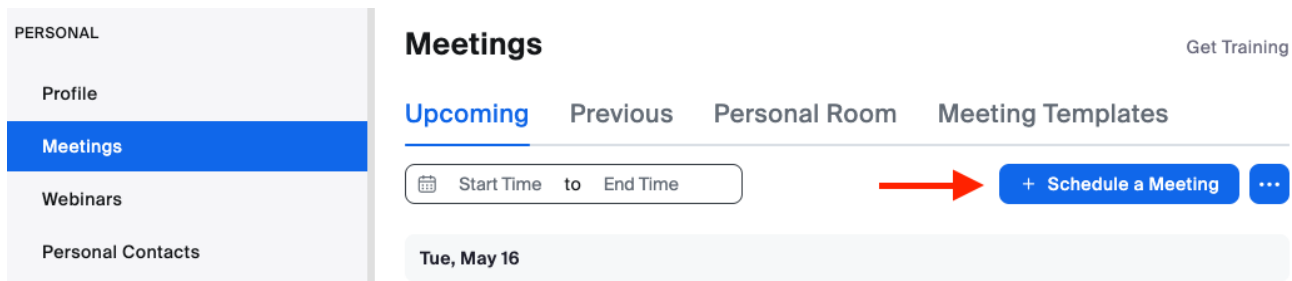 PERSONAL
Profile
Meetings
Webinars
Personal Contacts
Meetings
Get Training
Upcoming Previous Personal Room Meeting Templates
Start Time to End Time
+ Schedule a Meeting
Tue, May 16